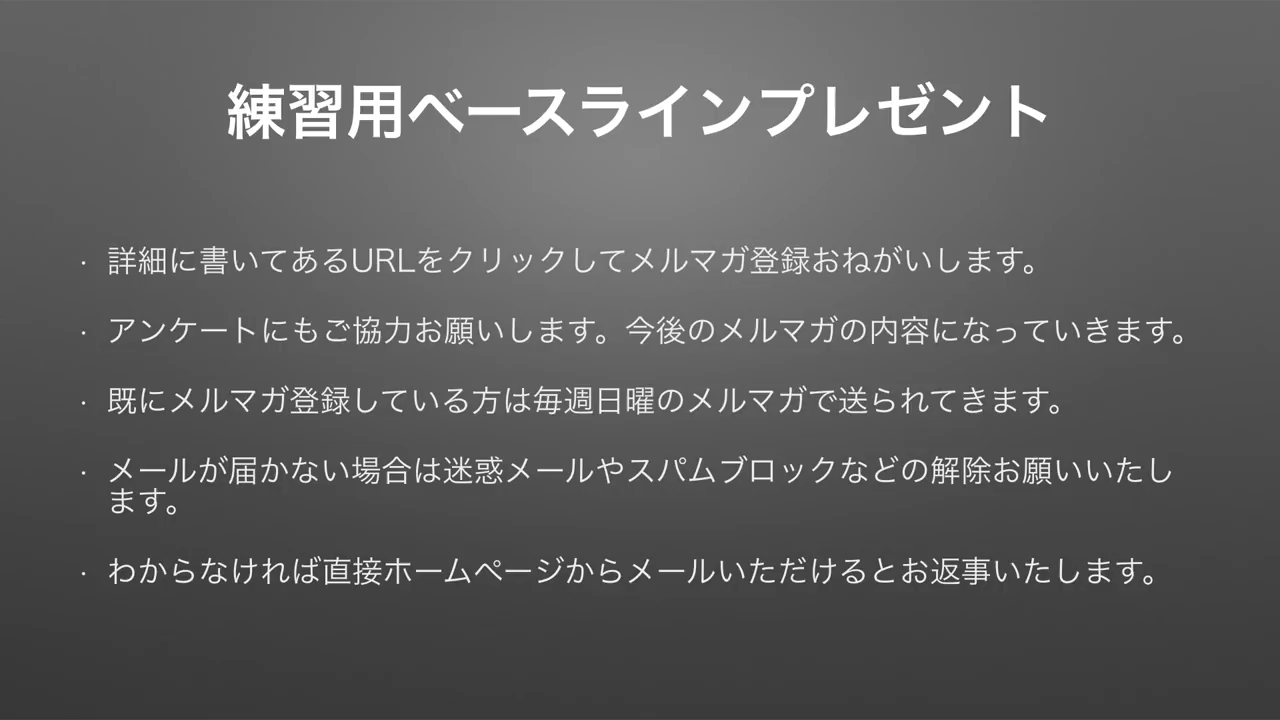 練習用ベースラインプレゼント
・ 詳細に書いてあるURLをクリックしてメルマガ登録おねがいします。
・ アンケートにもご協力お願いします。今後のメルマガの内容になっていきます。
・ 既にメルマガ登録している方は毎週日曜のメルマガで送られてきます。
・ メールが届かない場合は迷惑メールやスパムブロックなどの解除お願いいたし
ます。
・ わからなければ直接ホームページからメールいただけるとお返事いたします。